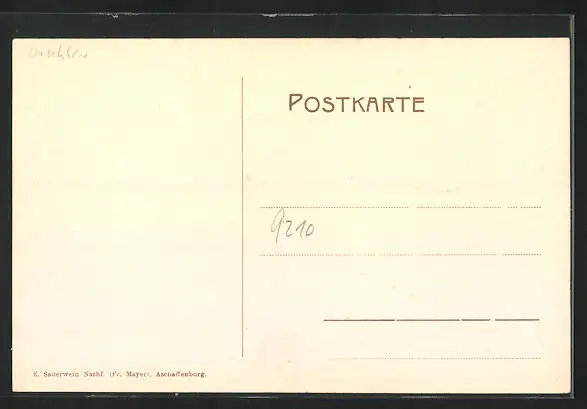 POSTKARTE
9210
E. Sauerwein Nachf. (Fr. Mayer), Aschaffenburg.